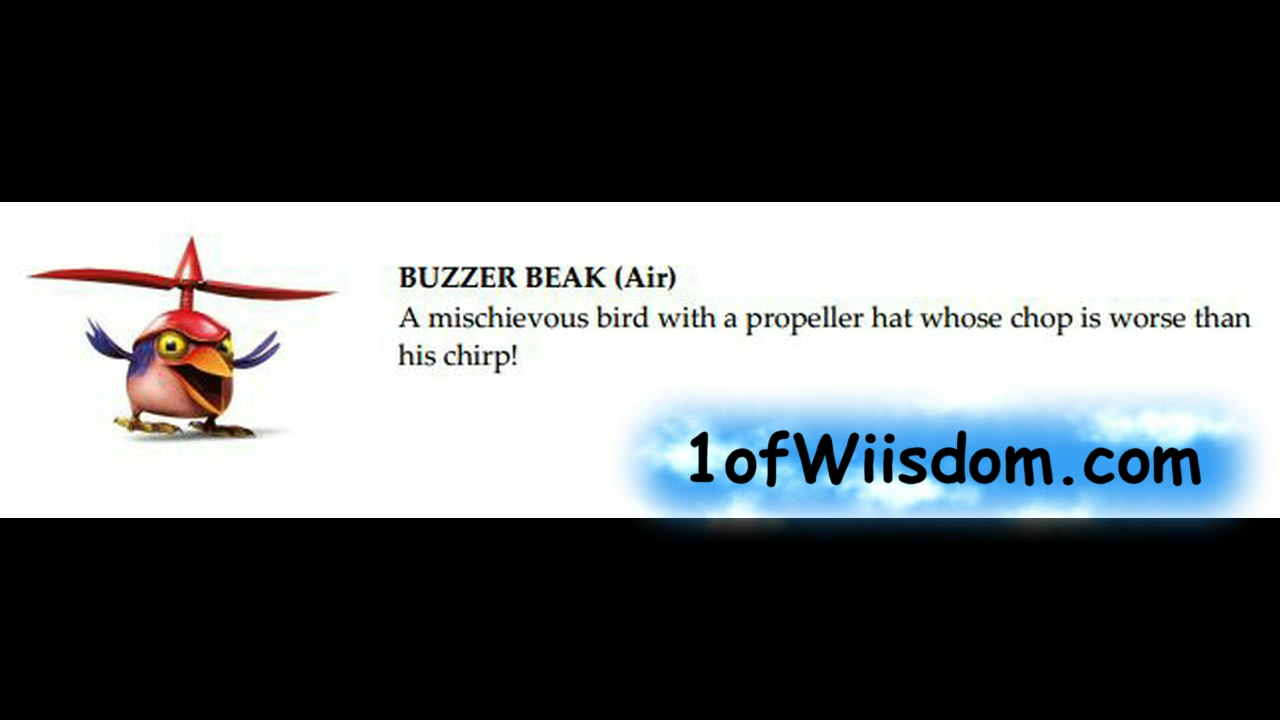 BUZZER BEAK (Air)
A mischievous bird with a propeller hat whose chop is worse than
his chirp!
1ofWiisdom.com